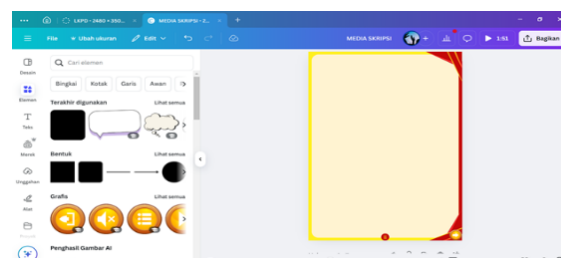 LKPD - 2480 × 350...
MEDIA SKRIPSI - 2...
File
Ubah ukuran
Edit
MEDIA SKRIPSI
1:51
Bagikan
Desain
Elemen
Teks
Merek
Unggahan
Alat
Cari elemen
Bingkai
Kotak
Garis
Awan
Terakhir digunakan
Lihat semua
Bentuk
Lihat semua
Grafis
Lihat semua
Penghasil Gambar AI